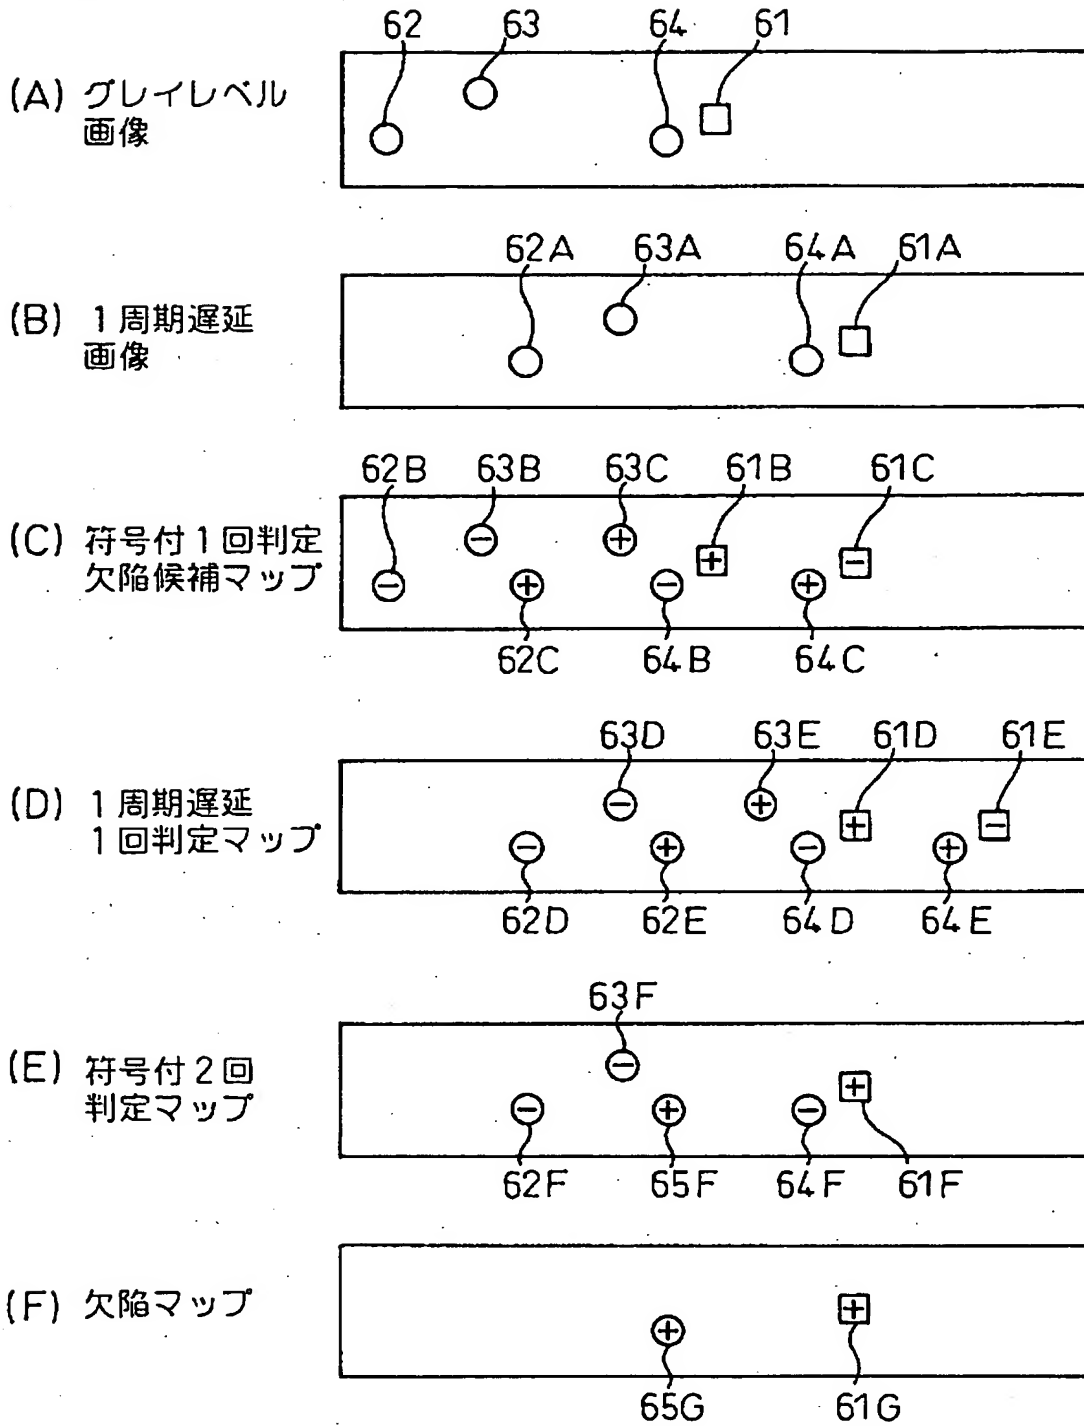 62 63 64 61
(A) グレイレベル
画像
62A 63A 64A 61A
(B) 1周期遅延
画像
62B 63B 63C 61B 61C
(C) 符号付1回判定
欠陥候補マップ
62C 64B 64C
63D 63E 61D 61E
(D) 1周期遅延
1回判定マップ
62D 62E 64D 64E
63F
(E) 符号付2回
判定マップ
62F 65F 64F 61F
(F) 欠陥マップ
65G 61G